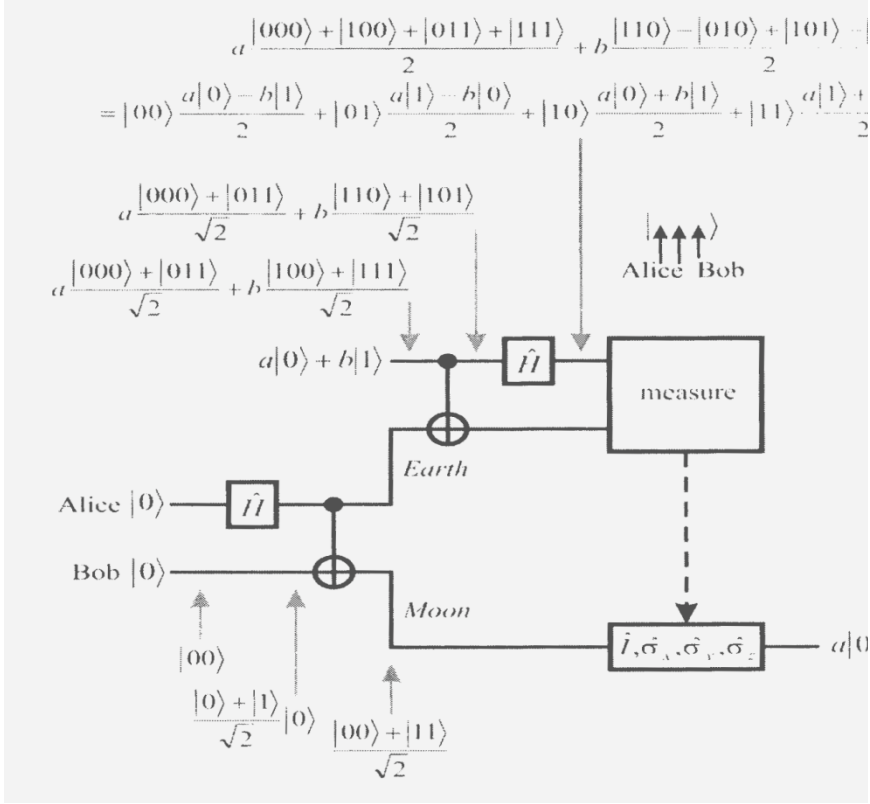 a (|000⟩ + |100⟩ + |011⟩ + |111⟩)/2 + b (|110⟩ − |010⟩ + |101⟩ −
= |00⟩ (a|0⟩ − b|1⟩)/2 + |01⟩ (a|1⟩ − b|0⟩)/2 + |10⟩ (a|0⟩ + b|1⟩)/2 + |11⟩ (a|1⟩ +
a (|000⟩ + |011⟩)/√2 + b (|110⟩ + |101⟩)/√2
| ⟩
Alice Bob
a (|000⟩ + |011⟩)/√2 + b (|100⟩ + |111⟩)/√2
a|0⟩ + b|1⟩
Ĥ
measure
Earth
Alice |0⟩
Ĥ
Bob |0⟩
Moon
Î, σ̂x, σ̂y, σ̂z
a|0
|00⟩
(|0⟩ + |1⟩)/√2 |0⟩
(|00⟩ + |11⟩)/√2